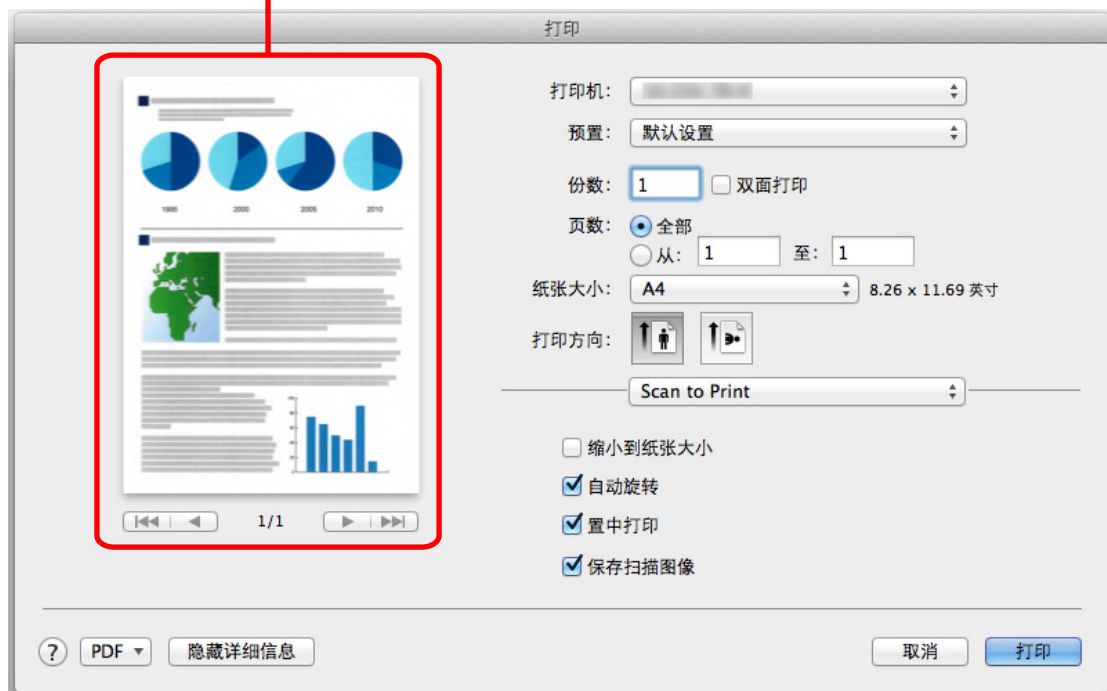 打印
打印机：
预置： 默认设置
份数： 1 双面打印
页数： 全部
从： 1 至： 1
纸张大小： A4 8.26 x 11.69 英寸
打印方向：
Scan to Print
缩小到纸张大小
自动旋转
置中打印
保存扫描图像
1995 2000 2005 2010
1/1
? PDF 隐藏详细信息 取消 打印